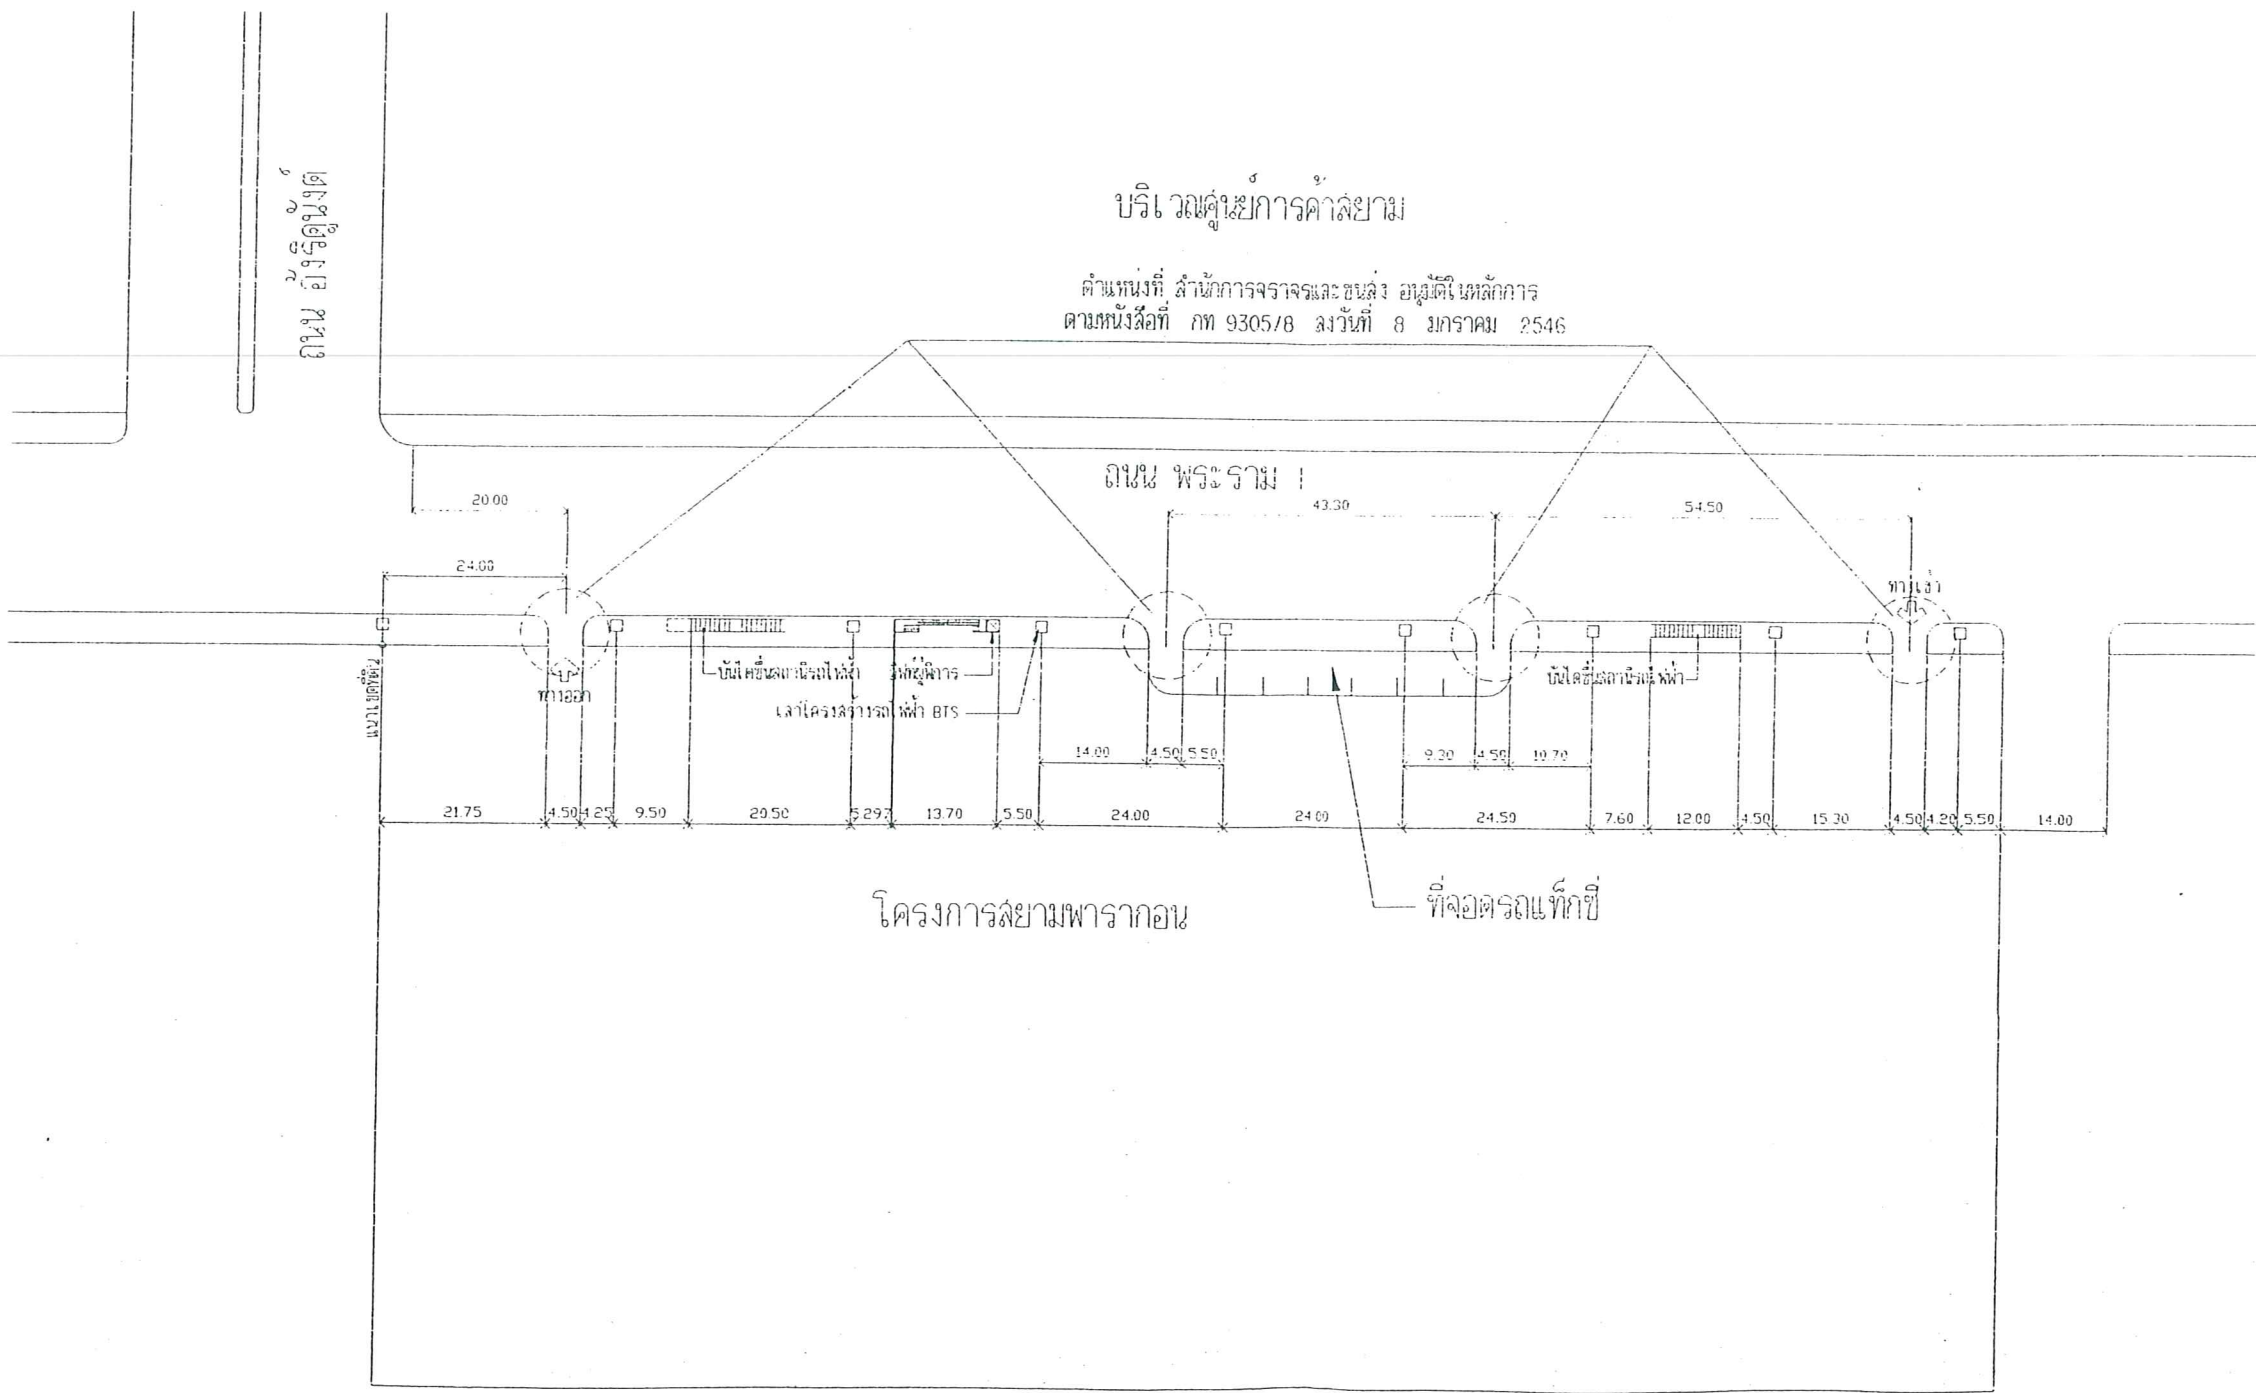 ถนน อังรีดูนังต์
บริเวณศูนย์การค้าสยาม
ตำแหน่งที่ สำนักการจราจรและขนส่ง อนุมัติในหลักการ
ตามหนังสือที่ กท 9305/8 ลงวันที่ 8 มกราคม 2546
ถนน พระราม 1
20.00
43.30
54.50
24.00
ทางเข้า
แนวเขตที่ดิน
ทางออก
บันไดขึ้นสถานีรถไฟฟ้า
ลิฟท์ผู้พิการ
เสาโครงสร้างรถไฟฟ้า BTS
บันไดขึ้นสถานีรถไฟฟ้า
14.00 4.50 5.50
9.30 4.50 10.70
21.75 4.50 4.25 9.50 20.50 5.297 13.70 5.50 24.00 24.00 24.50 7.60 12.00 4.50 15.30 4.50 4.20 5.50 14.00
โครงการสยามพารากอน
ที่จอดรถแท็กซี่